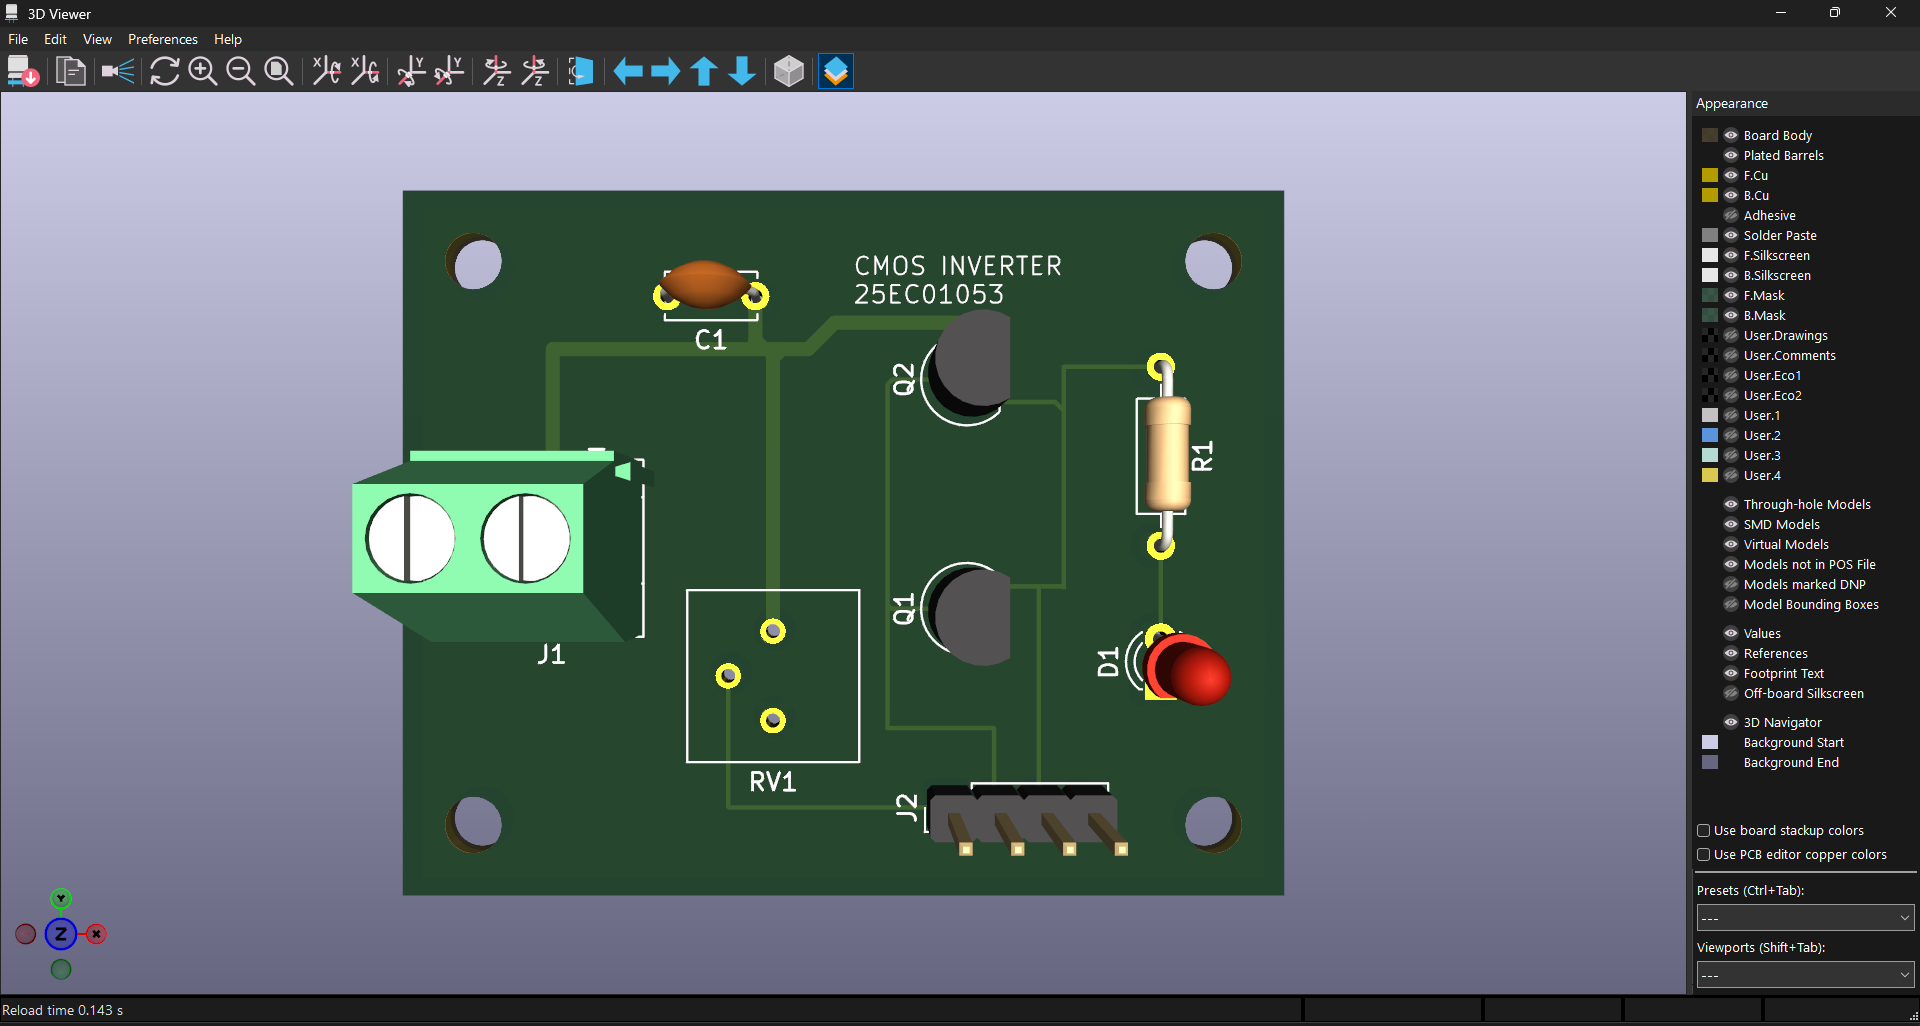 3D Viewer
File Edit View Preferences Help
Appearance
Board Body
Plated Barrels
F.Cu
B.Cu
Adhesive
Solder Paste
F.Silkscreen
B.Silkscreen
F.Mask
B.Mask
User.Drawings
User.Comments
User.Eco1
User.Eco2
User.1
User.2
User.3
User.4
Through-hole Models
SMD Models
Virtual Models
Models not in POS File
Models marked DNP
Model Bounding Boxes
Values
References
Footprint Text
Off-board Silkscreen
3D Navigator
Background Start
Background End
Use board stackup colors
Use PCB editor copper colors
Presets (Ctrl+Tab):
---
Viewports (Shift+Tab):
---
CMOS INVERTER
25EC01053
C1
Q2
R1
Q1
J1
D1
RV1
J2
Y
Z X
Reload time 0.143 s